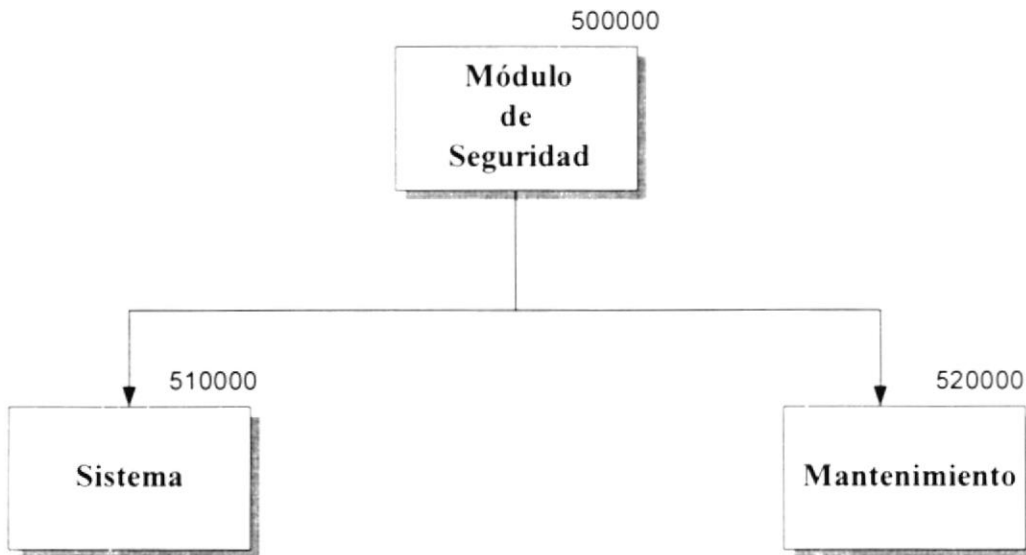 500000
Módulo
de
Seguridad
510000
520000
Sistema
Mantenimiento